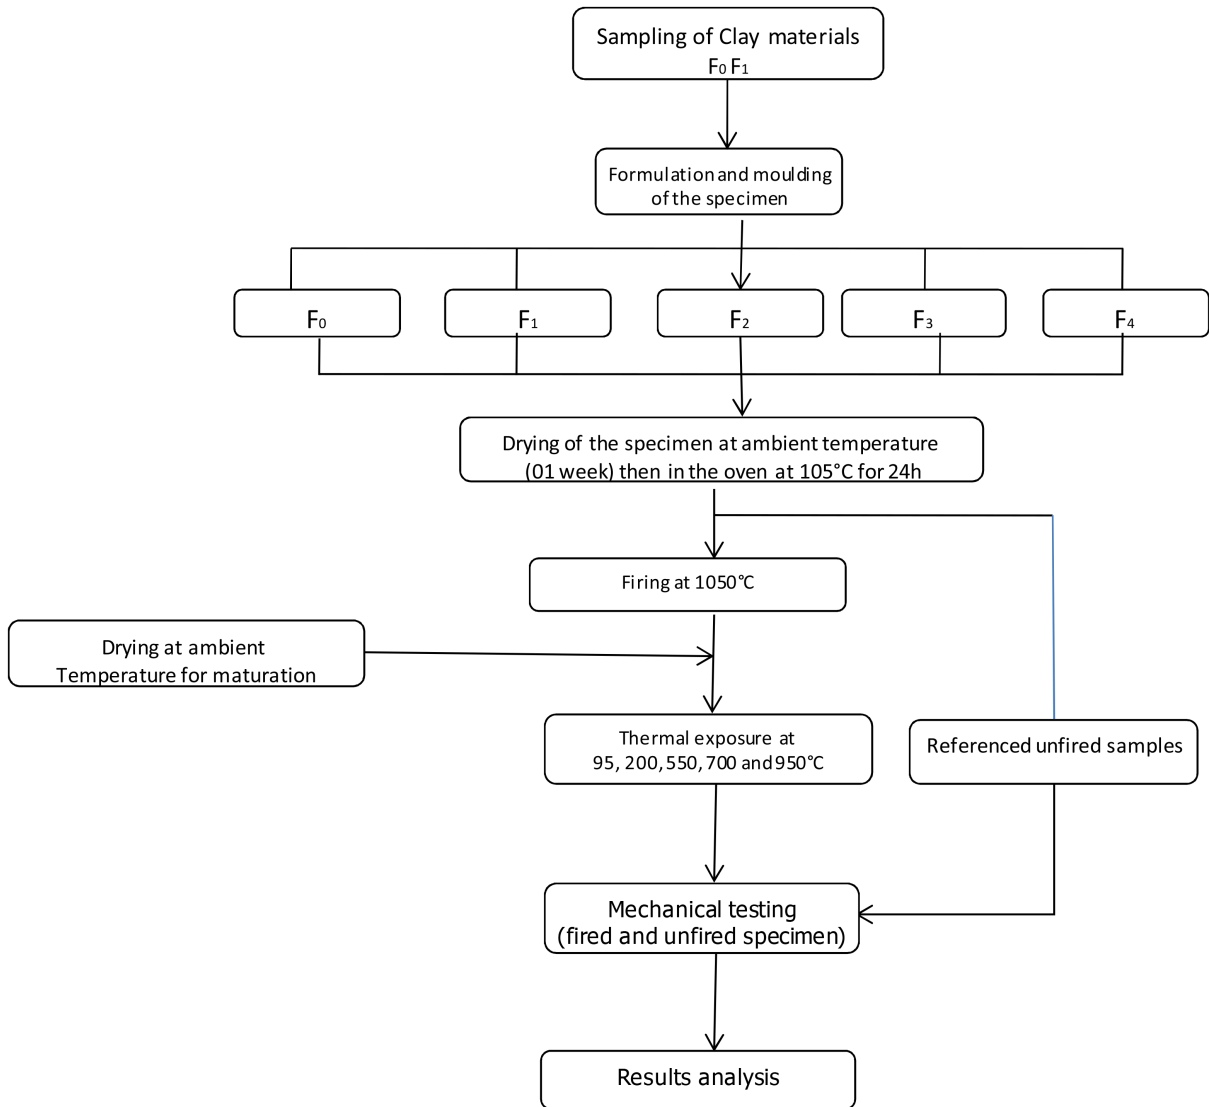 Sampling of Clay materials
F₀ F₁
Formulation and moulding
of the specimen
F₀
F₁
F₂
F₃
F₄
Drying of the specimen at ambient temperature
(01 week) then in the oven at 105°C for 24h
Firing at 1050°C
Drying at ambient
Temperature for maturation
Thermal exposure at
95, 200, 550, 700 and 950°C
Referenced unfired samples
Mechanical testing
(fired and unfired specimen)
Results analysis